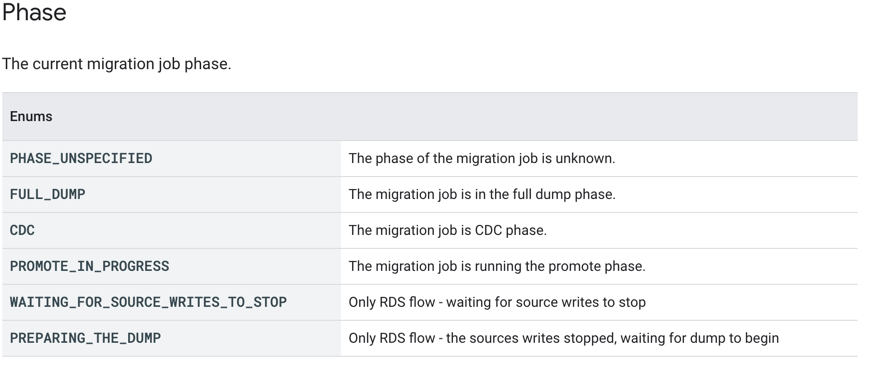 Phase
The current migration job phase.
Enums
PHASE_UNSPECIFIED The phase of the migration job is unknown.
FULL_DUMP The migration job is in the full dump phase.
CDC The migration job is CDC phase.
PROMOTE_IN_PROGRESS The migration job is running the promote phase.
WAITING_FOR_SOURCE_WRITES_TO_STOP Only RDS flow - waiting for source writes to stop
PREPARING_THE_DUMP Only RDS flow - the sources writes stopped, waiting for dump to begin